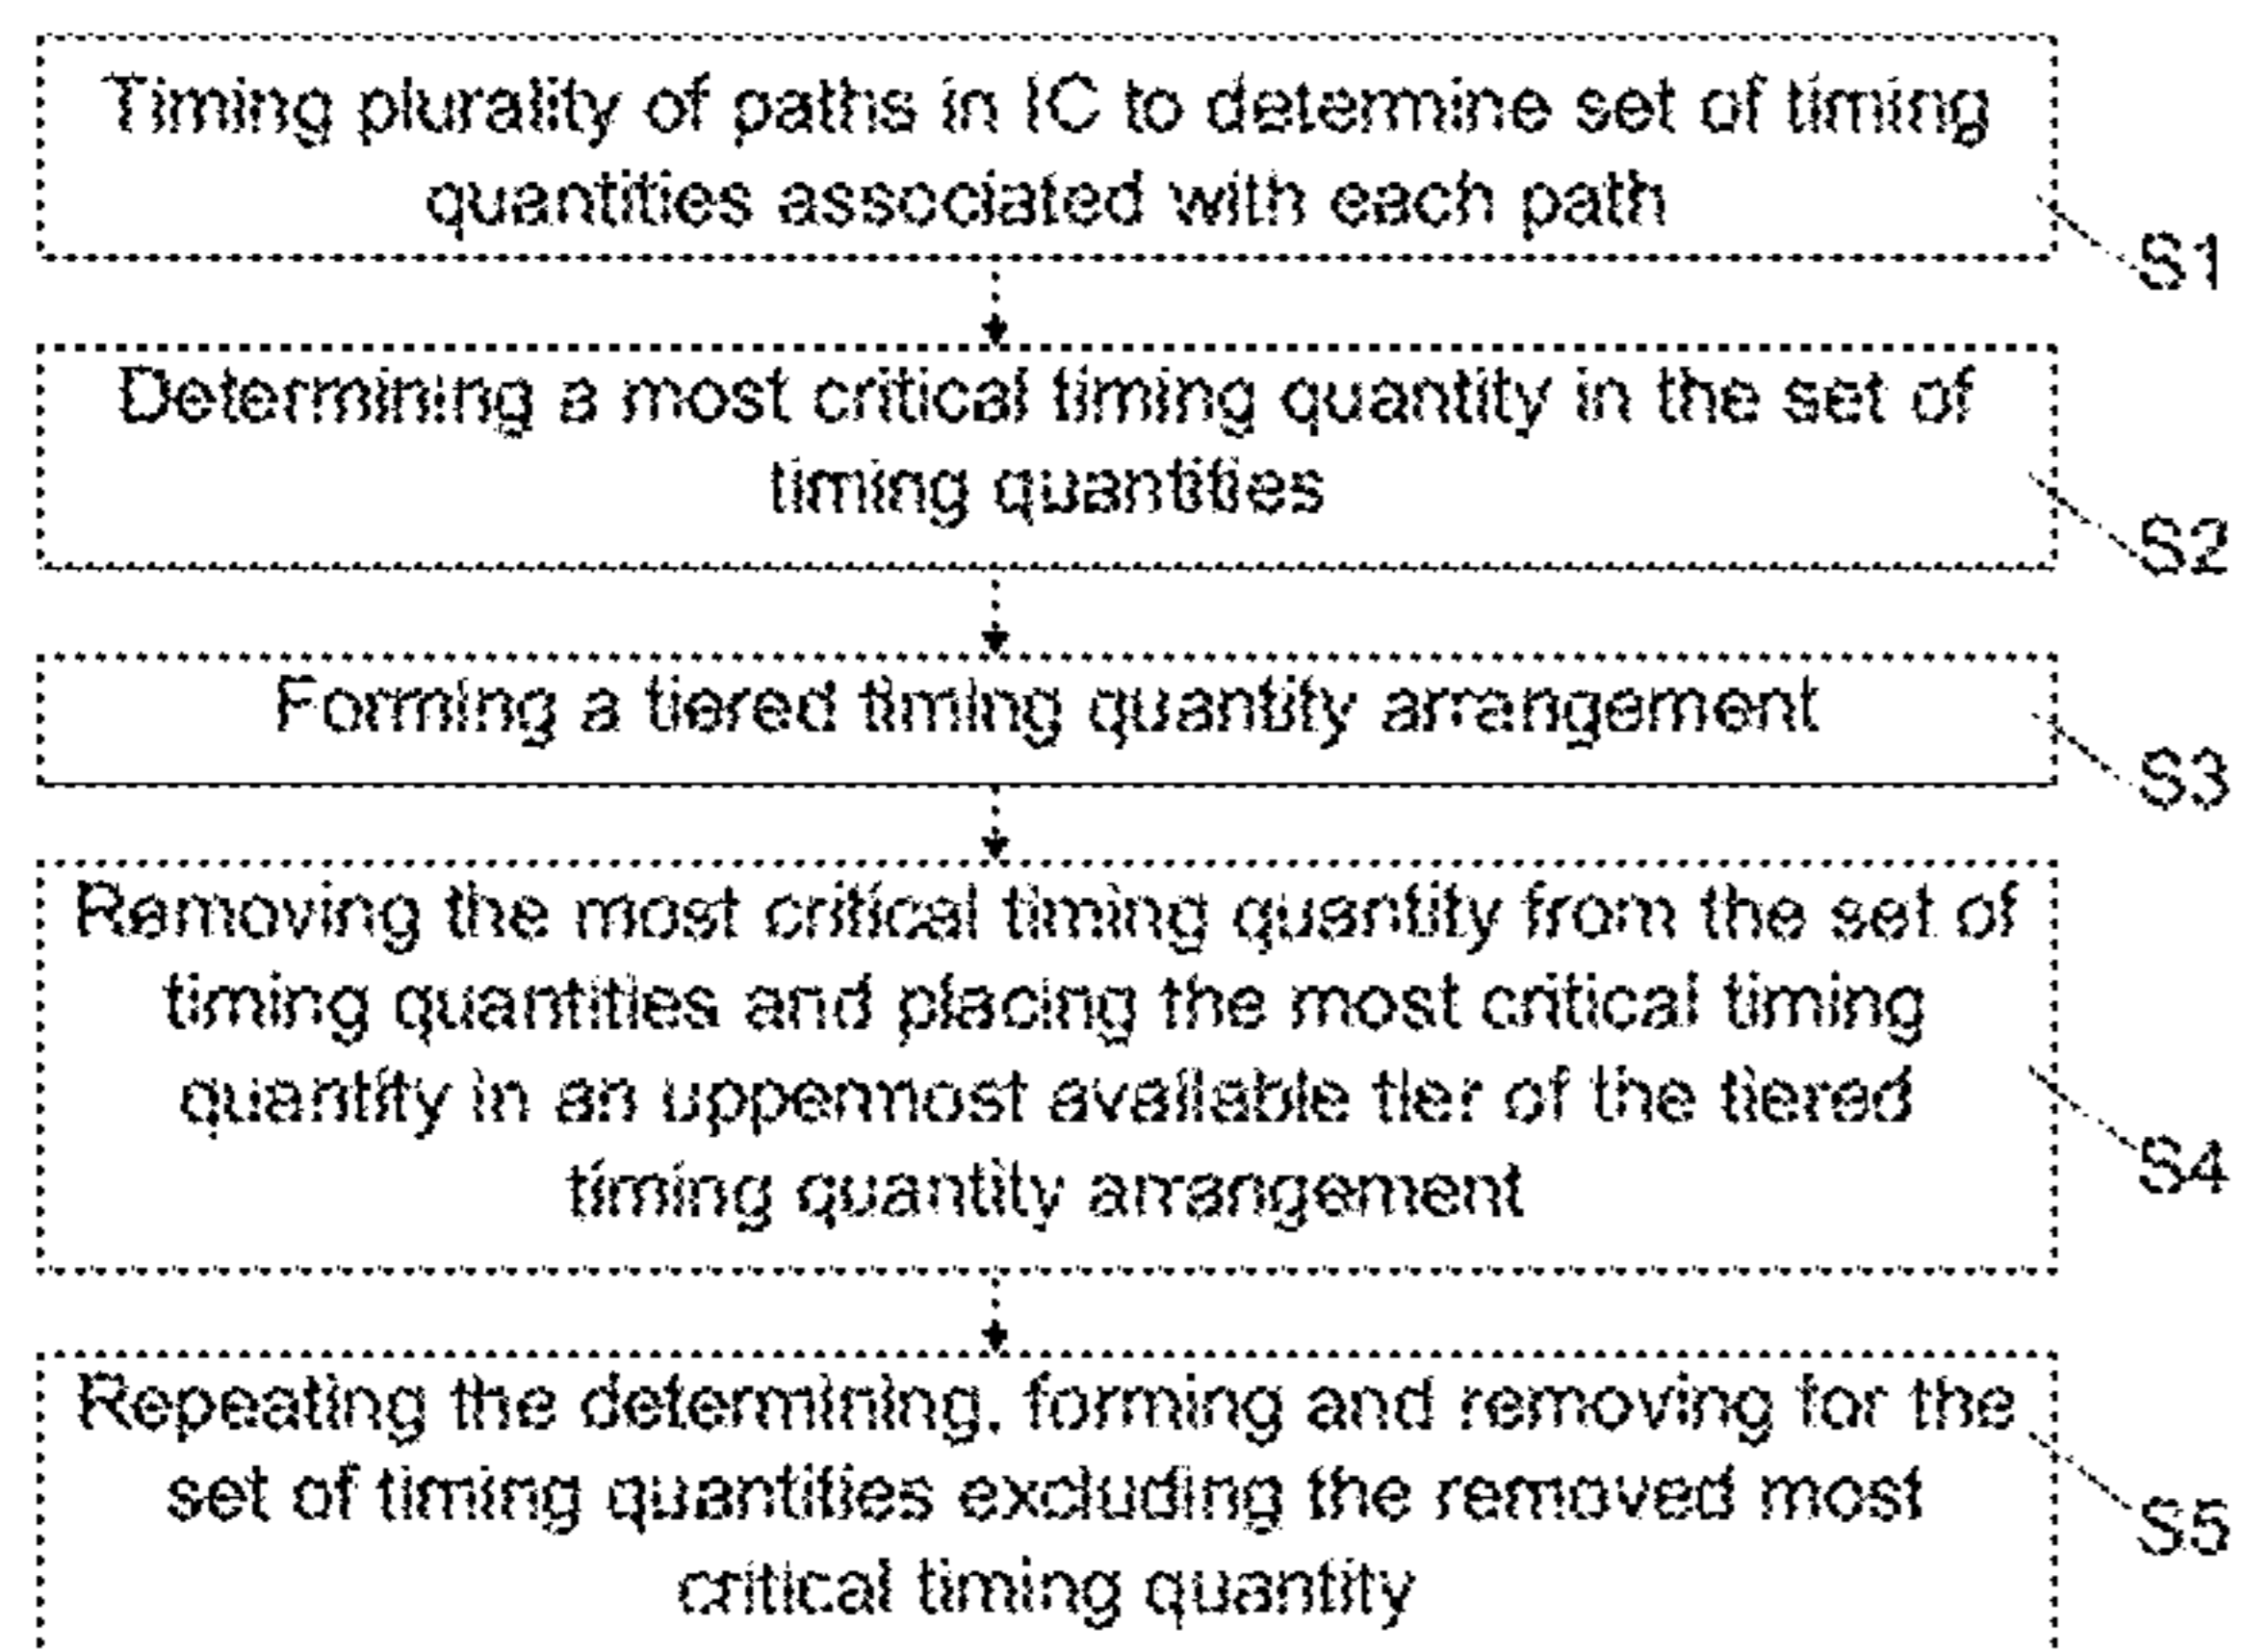 Timing plurality of paths in IC to determine set of timing
quantities associated with each path
S1
Determining a most critical timing quantity in the set of
timing quantities
S2
Forming a tiered timing quantity arrangement
S3
Removing the most critical timing quantity from the set of
timing quantities and placing the most critical timing
quantity in an uppermost available tier of the tiered
timing quantity arrangement
S4
Repeating the determining, forming and removing for the
set of timing quantities excluding the removed most
critical timing quantity
S5